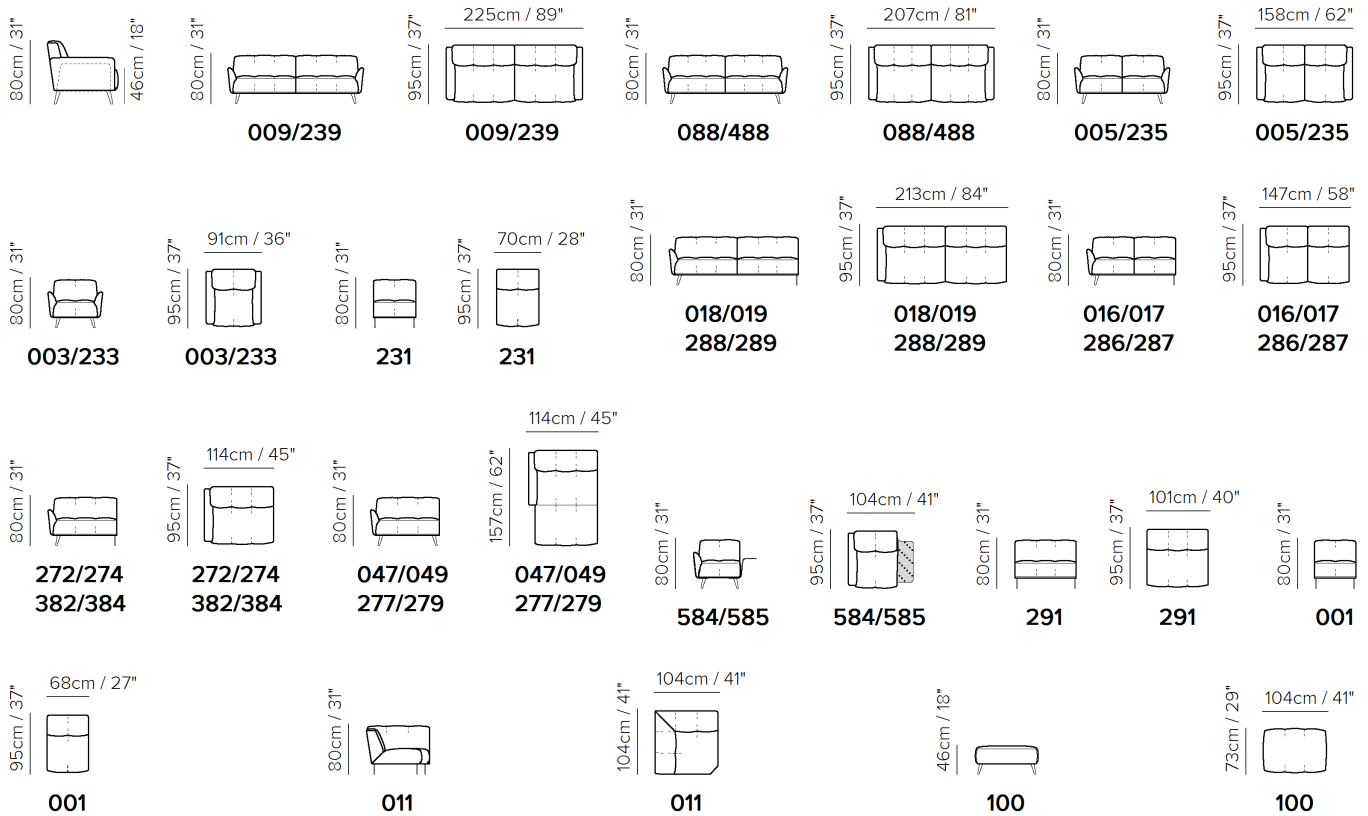 80cm / 31"
46cm / 18"
80cm / 31"
009/239
95cm / 37"
225cm / 89"
009/239
80cm / 31"
088/488
95cm / 37"
207cm / 81"
088/488
80cm / 31"
005/235
95cm / 37"
158cm / 62"
005/235
80cm / 31"
003/233
95cm / 37"
91cm / 36"
003/233
80cm / 31"
231
95cm / 37"
70cm / 28"
231
80cm / 31"
018/019
288/289
95cm / 37"
213cm / 84"
018/019
288/289
80cm / 31"
016/017
286/287
95cm / 37"
147cm / 58"
016/017
286/287
80cm / 31"
272/274
382/384
95cm / 37"
114cm / 45"
272/274
382/384
80cm / 31"
047/049
277/279
157cm / 62"
114cm / 45"
047/049
277/279
80cm / 31"
584/585
95cm / 37"
104cm / 41"
584/585
80cm / 31"
291
95cm / 37"
101cm / 40"
291
80cm / 31"
001
95cm / 37"
68cm / 27"
001
80cm / 31"
011
104cm / 41"
104cm / 41"
011
46cm / 18"
100
73cm / 29"
104cm / 41"
100